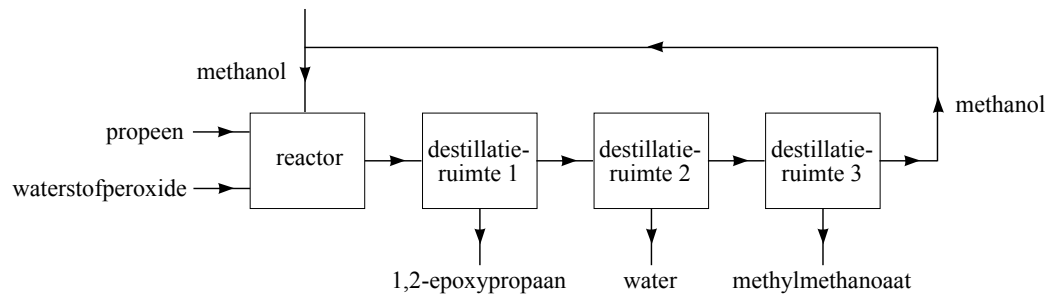 methanol
methanol
propeen
waterstofperoxide
reactor
destillatie-
ruimte 1
destillatie-
ruimte 2
destillatie-
ruimte 3
1,2-epoxypropaan
water
methylmethanoaat